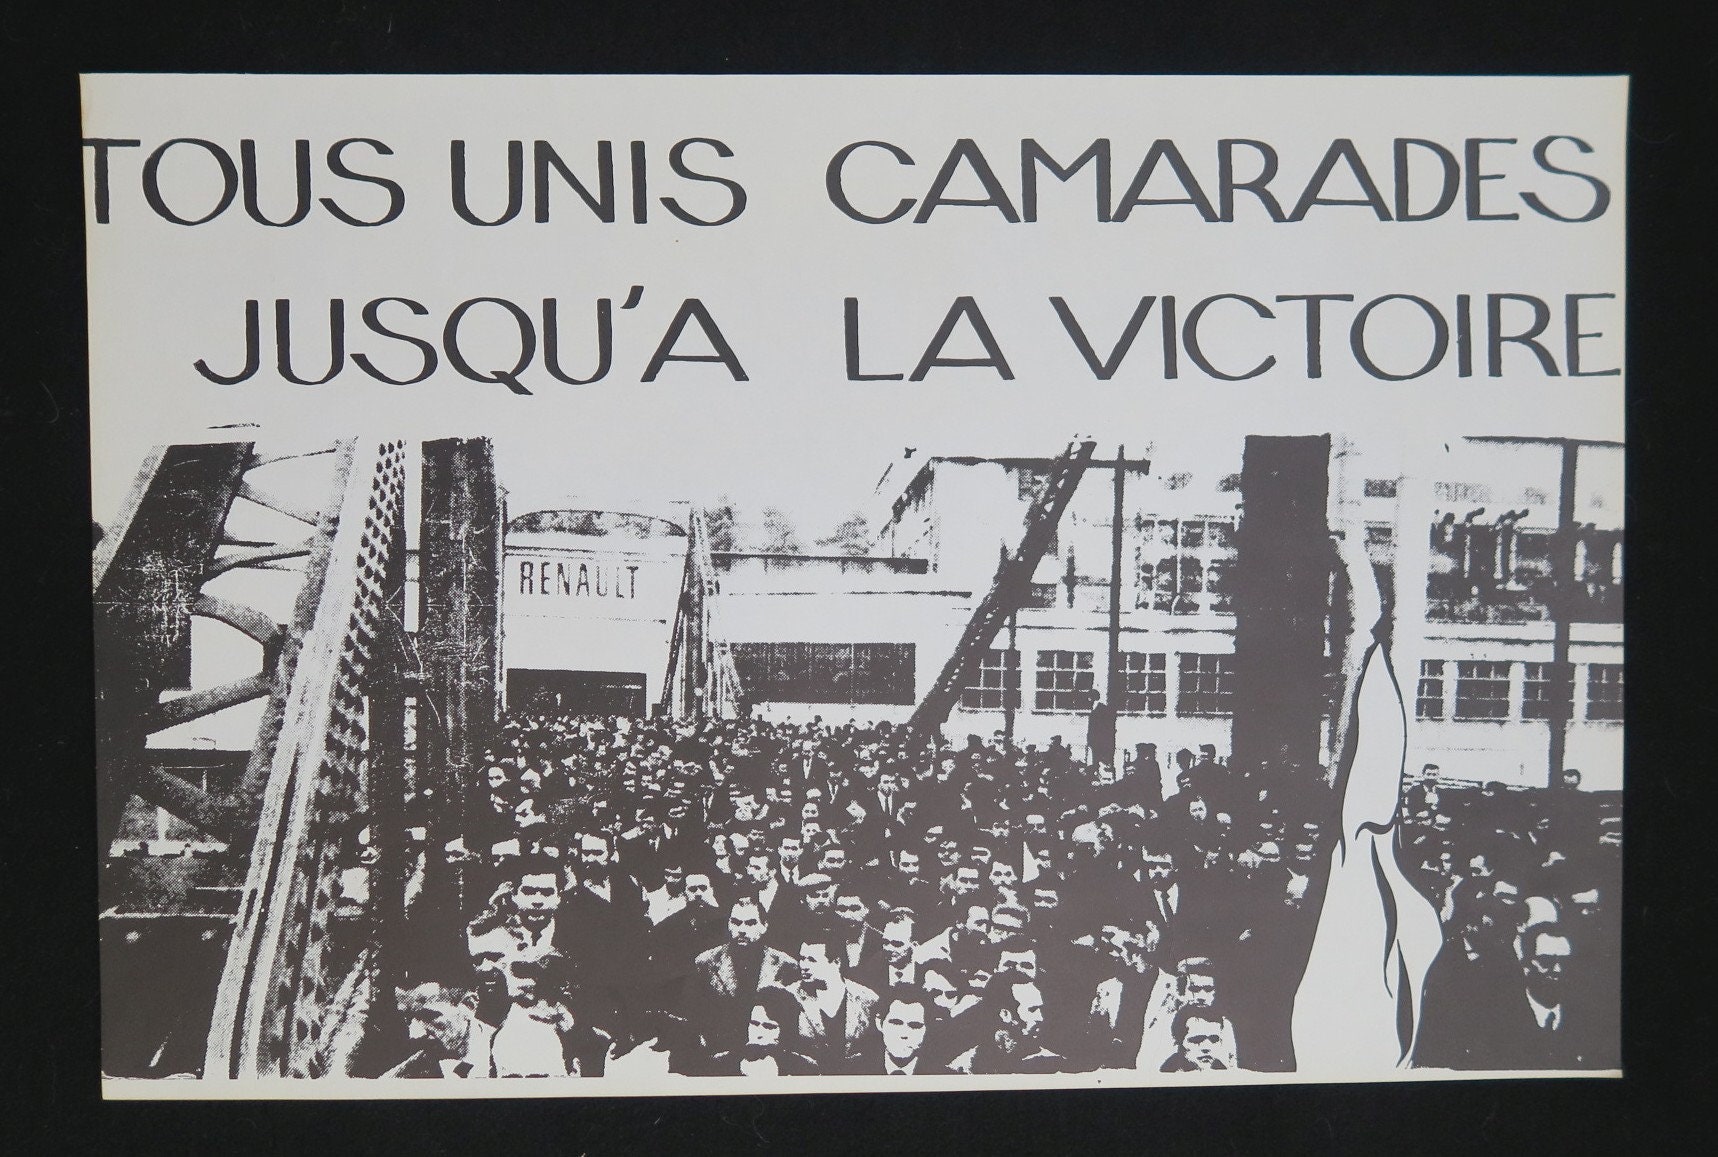 TOUS UNIS CAMARADES
JUSQU'A LA VICTOIRE
RENAULT